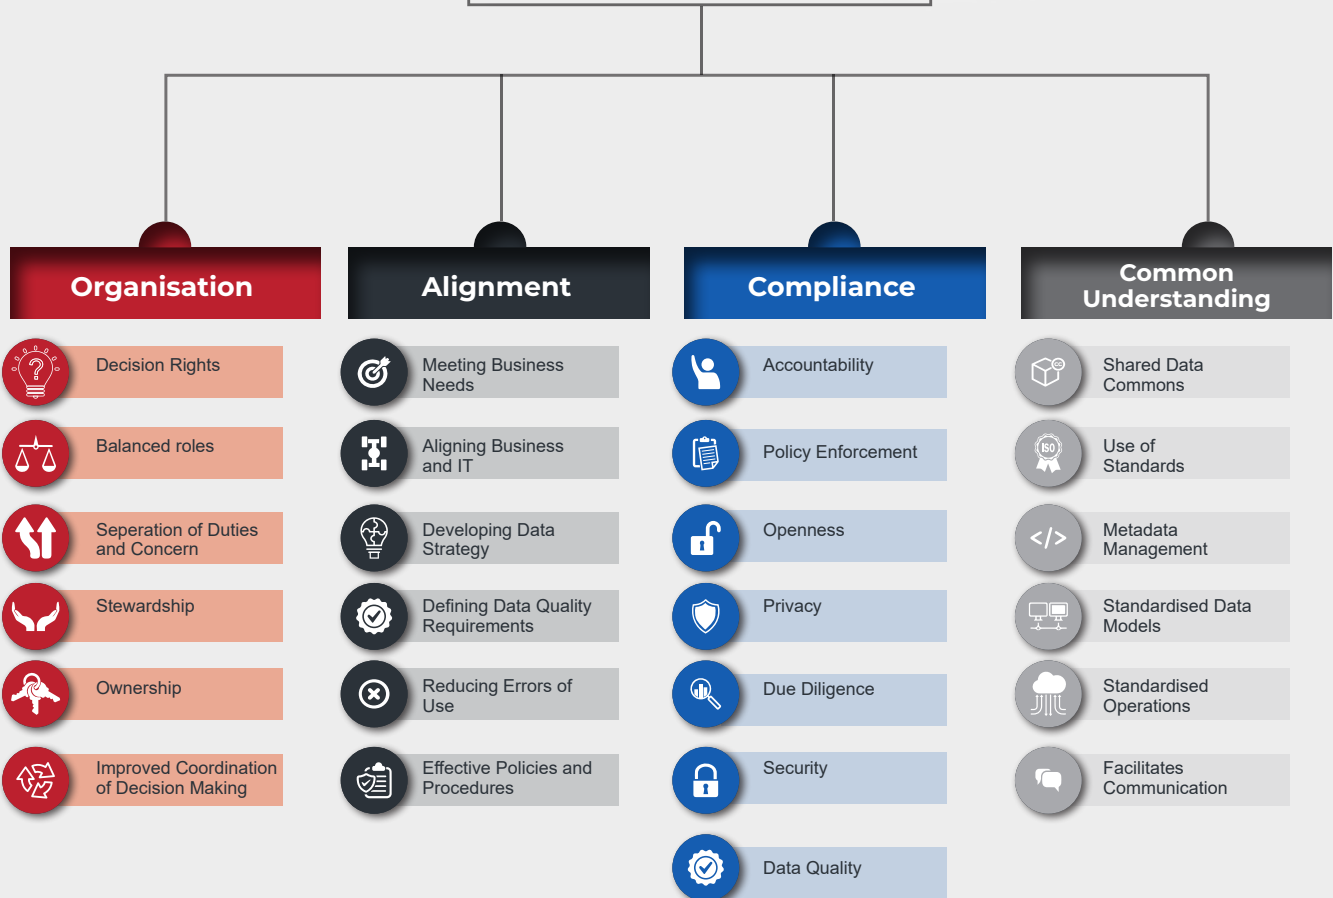 Organisation
Decision Rights
Balanced roles
Seperation of Duties
and Concern
Stewardship
Ownership
Improved Coordination
of Decision Making
Alignment
Meeting Business
Needs
Aligning Business
and IT
Developing Data
Strategy
Defining Data Quality
Requirements
Reducing Errors of
Use
Effective Policies and
Procedures
Compliance
Accountability
Policy Enforcement
Openness
Privacy
Due Diligence
Security
Data Quality
Common
Understanding
CC
Shared Data
Commons
ISO
Use of
Standards
</>
Metadata
Management
Standardised Data
Models
Standardised
Operations
Facilitates
Communication